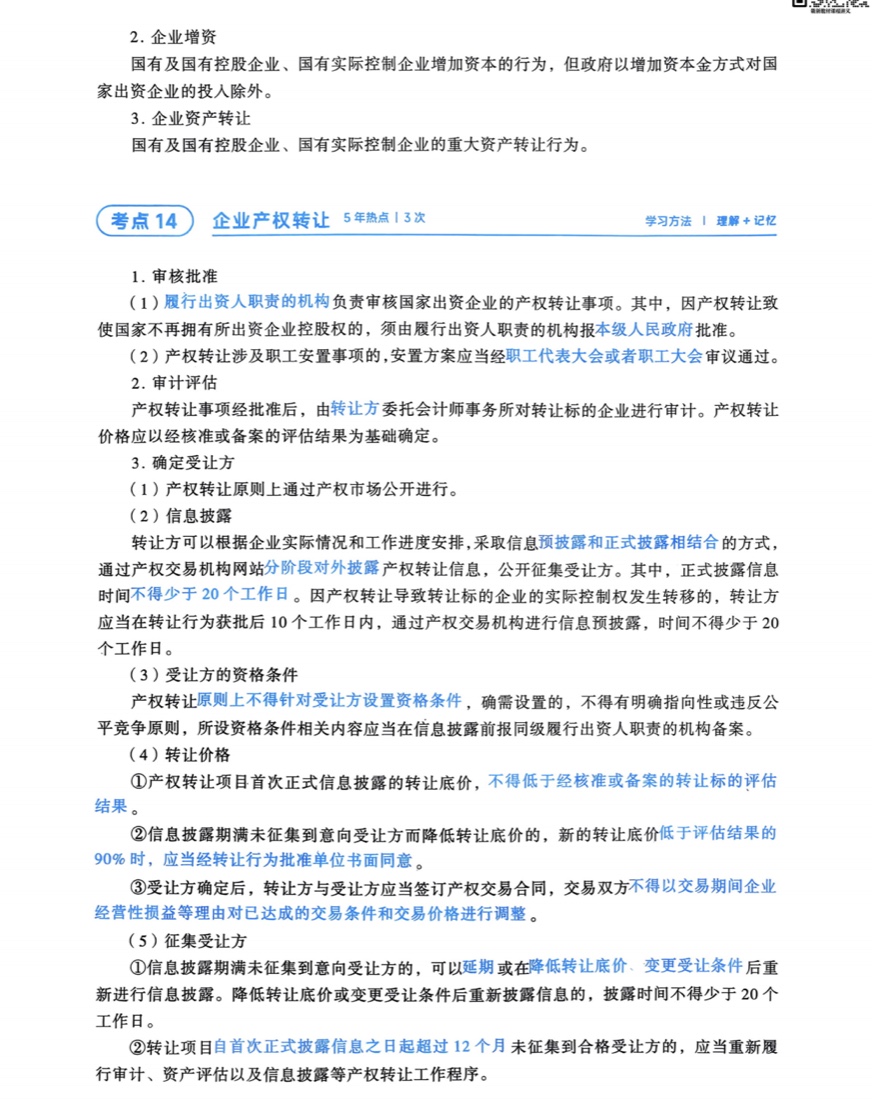 2. 企业增资
国有及国有控股企业、国有实际控制企业增加资本的行为，但政府以增加资本金方式对国
家出资企业的投入除外。
3. 企业资产转让
国有及国有控股企业、国有实际控制企业的重大资产转让行为。
考点 14 企业产权转让 5 年热点 | 3 次 学习方法 | 理解 + 记忆
1. 审核批准
（1）履行出资人职责的机构负责审核国家出资企业的产权转让事项。其中，因产权转让致
使国家不再拥有所出资企业控股权的，须由履行出资人职责的机构报本级人民政府批准。
（2）产权转让涉及职工安置事项的，安置方案应当经职工代表大会或者职工大会审议通过。
2. 审计评估
产权转让事项经批准后，由转让方委托会计师事务所对转让标的企业进行审计。产权转让
价格应以经核准或备案的评估结果为基础确定。
3. 确定受让方
（1）产权转让原则上通过产权市场公开进行。
（2）信息披露
转让方可以根据企业实际情况和工作进度安排，采取信息预披露和正式披露相结合的方式，
通过产权交易机构网站分阶段对外披露产权转让信息，公开征集受让方。其中，正式披露信息
时间不得少于 20 个工作日。因产权转让导致转让标的企业的实际控制权发生转移的，转让方
应当在转让行为获批后 10 个工作日内，通过产权交易机构进行信息预披露，时间不得少于 20
个工作日。
（3）受让方的资格条件
产权转让原则上不得针对受让方设置资格条件，确需设置的，不得有明确指向性或违反公
平竞争原则，所设资格条件相关内容应当在信息披露前报同级履行出资人职责的机构备案。
（4）转让价格
①产权转让项目首次正式信息披露的转让底价，不得低于经核准或备案的转让标的评估
结果。
②信息披露期满未征集到意向受让方而降低转让底价的，新的转让底价低于评估结果的
90% 时，应当经转让行为批准单位书面同意。
③受让方确定后，转让方与受让方应当签订产权交易合同，交易双方不得以交易期间企业
经营性损益等理由对已达成的交易条件和交易价格进行调整。
（5）征集受让方
①信息披露期满未征集到意向受让方的，可以延期或在降低转让底价、变更受让条件后重
新进行信息披露。降低转让底价或变更受让条件后重新披露信息的，披露时间不得少于 20 个
工作日。
②转让项目自首次正式披露信息之日起超过 12 个月未征集到合格受让方的，应当重新履
行审计、资产评估以及信息披露等产权转让工作程序。